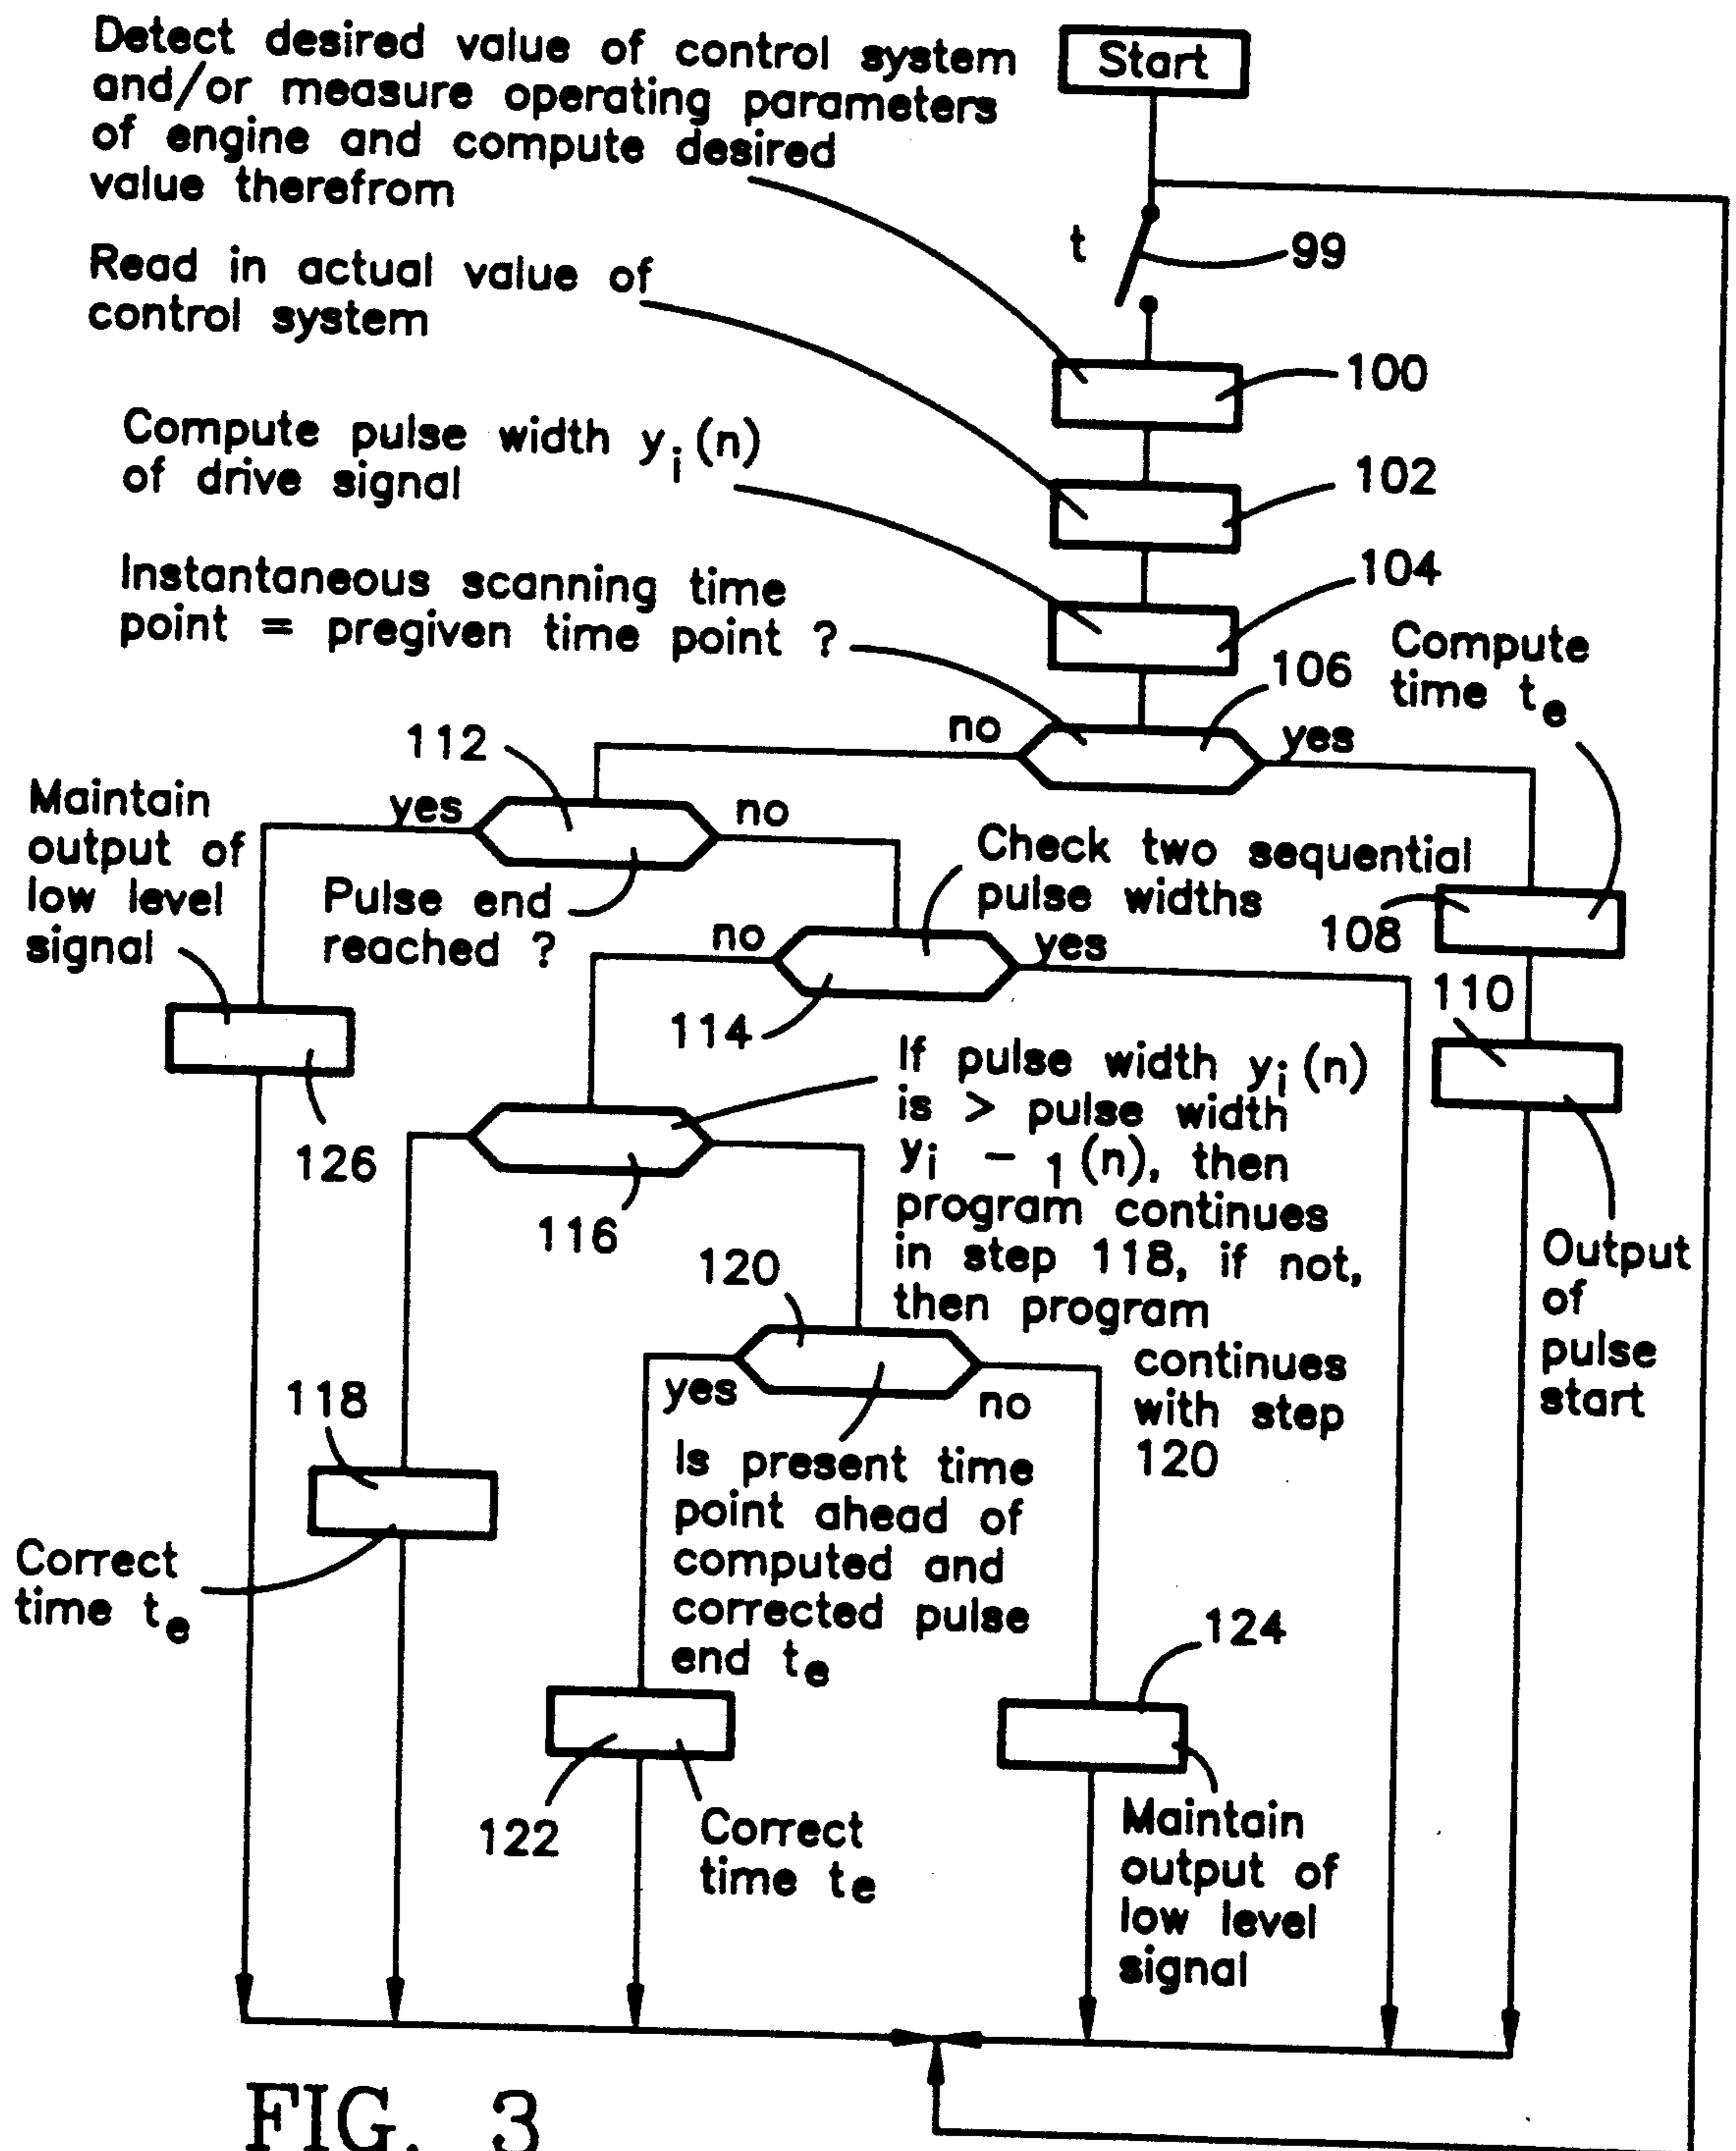 Detect desired value of control system
and/or measure operating parameters
of engine and compute desired
value therefrom
Start
t
99
Read in actual value of
control system
100
Compute pulse width yi(n)
of drive signal
102
Instantaneous scanning time
point = pregiven time point ?
104
106
Compute
time te
no
yes
112
Maintain
output of
low level
signal
yes
no
Pulse end
reached ?
Check two sequential
pulse widths
108
no
yes
114
110
126
If pulse width yi(n)
is > pulse width
yi - 1(n), then
program continues
in step 118, if not,
then program
continues
with step
120
116
120
Output
of
pulse
start
118
yes
no
Is present time
point ahead of
computed and
corrected pulse
end te
Correct
time te
124
122
Correct
time te
Maintain
output of
low level
signal
FIG. 3